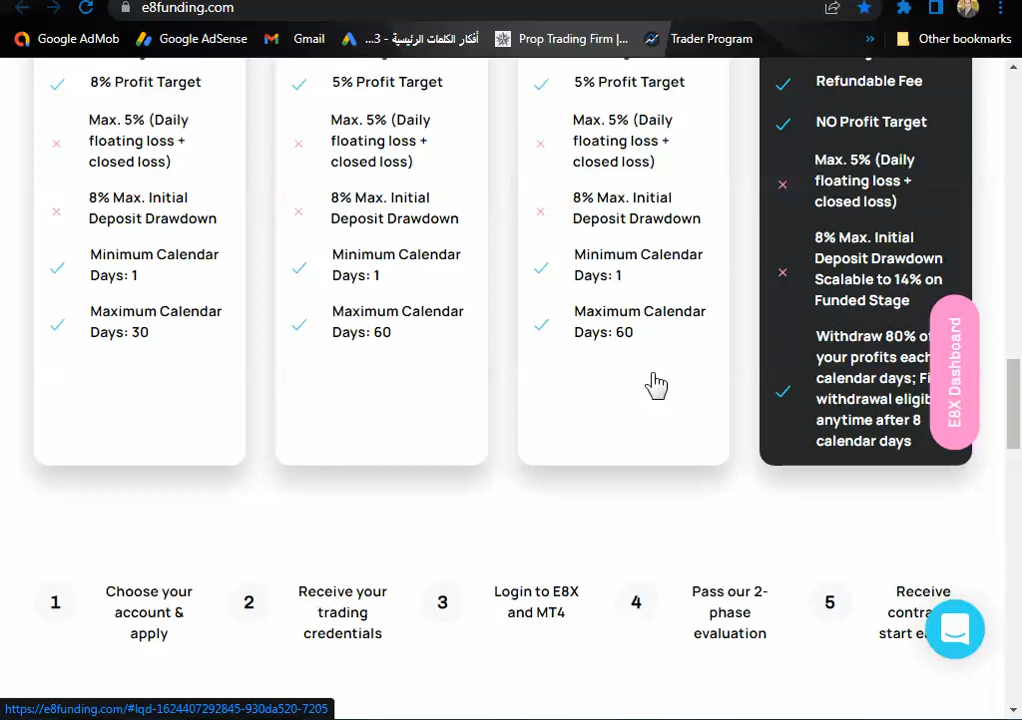 e8funding.com
Google AdMob
Google AdSense
Gmail
أفكار الكلمات الرئيسية - 3...
Prop Trading Firm |...
Trader Program
»
Other bookmarks
8% Profit Target
Max. 5% (Daily
floating loss +
closed loss)
8% Max. Initial
Deposit Drawdown
Minimum Calendar
Days: 1
Maximum Calendar
Days: 30
5% Profit Target
Max. 5% (Daily
floating loss +
closed loss)
8% Max. Initial
Deposit Drawdown
Minimum Calendar
Days: 1
Maximum Calendar
Days: 60
5% Profit Target
Max. 5% (Daily
floating loss +
closed loss)
8% Max. Initial
Deposit Drawdown
Minimum Calendar
Days: 1
Maximum Calendar
Days: 60
Refundable Fee
NO Profit Target
Max. 5% (Daily
floating loss +
closed loss)
8% Max. Initial
Deposit Drawdown
Scalable to 14% on
Funded Stage
Withdraw 80% of
your profits each
calendar days;
withdrawal
anytime after 8
calendar days
E8X Dashboard
1
Choose your
account &
apply
2
Receive your
trading
credentials
3
Login to E8X
and MT4
4
Pass our 2-
phase
evaluation
5
Receive
start
https://e8funding.com/#lqd-1624407292845-930da520-7205